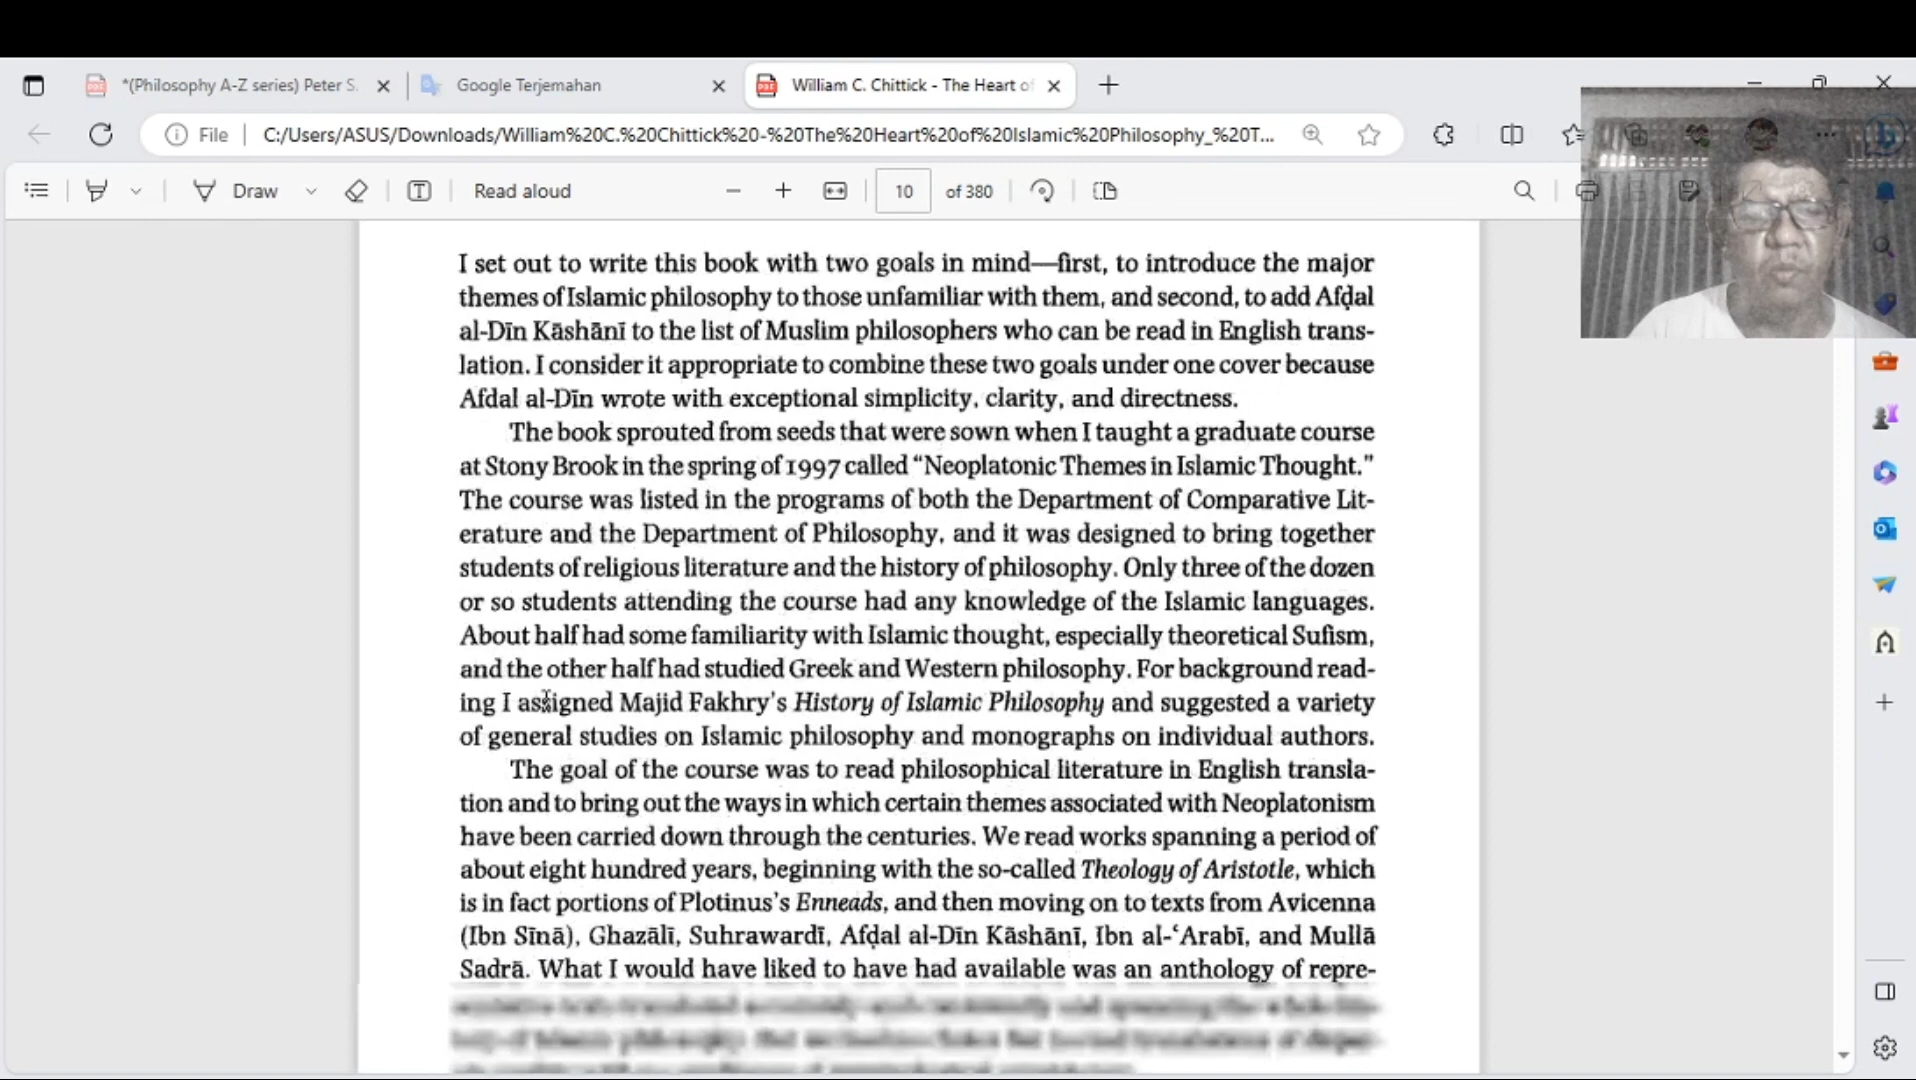 *(Philosophy A-Z series) Peter S.
Google Terjemahan
William C. Chittick - The Heart of
File
C:/Users/ASUS/Downloads/William%20C.%20Chittick%20-%20The%20Heart%20of%20Islamic%20Philosophy_%20T...
Draw
Read aloud
10 of 380
I set out to write this book with two goals in mind—first, to introduce the major
themes of Islamic philosophy to those unfamiliar with them, and second, to add Afḍal
al-Dīn Kāshānī to the list of Muslim philosophers who can be read in English trans-
lation. I consider it appropriate to combine these two goals under one cover because
Afdal al-Dīn wrote with exceptional simplicity, clarity, and directness.
The book sprouted from seeds that were sown when I taught a graduate course
at Stony Brook in the spring of 1997 called “Neoplatonic Themes in Islamic Thought.”
The course was listed in the programs of both the Department of Comparative Lit-
erature and the Department of Philosophy, and it was designed to bring together
students of religious literature and the history of philosophy. Only three of the dozen
or so students attending the course had any knowledge of the Islamic languages.
About half had some familiarity with Islamic thought, especially theoretical Sufism,
and the other half had studied Greek and Western philosophy. For background read-
ing I assigned Majid Fakhry's History of Islamic Philosophy and suggested a variety
of general studies on Islamic philosophy and monographs on individual authors.
The goal of the course was to read philosophical literature in English transla-
tion and to bring out the ways in which certain themes associated with Neoplatonism
have been carried down through the centuries. We read works spanning a period of
about eight hundred years, beginning with the so-called Theology of Aristotle, which
is in fact portions of Plotinus's Enneads, and then moving on to texts from Avicenna
(Ibn Sīnā), Ghazālī, Suhrawardī, Afḍal al-Dīn Kāshānī, Ibn al-ʿArabī, and Mullā
Sadrā. What I would have liked to have had available was an anthology of repre-